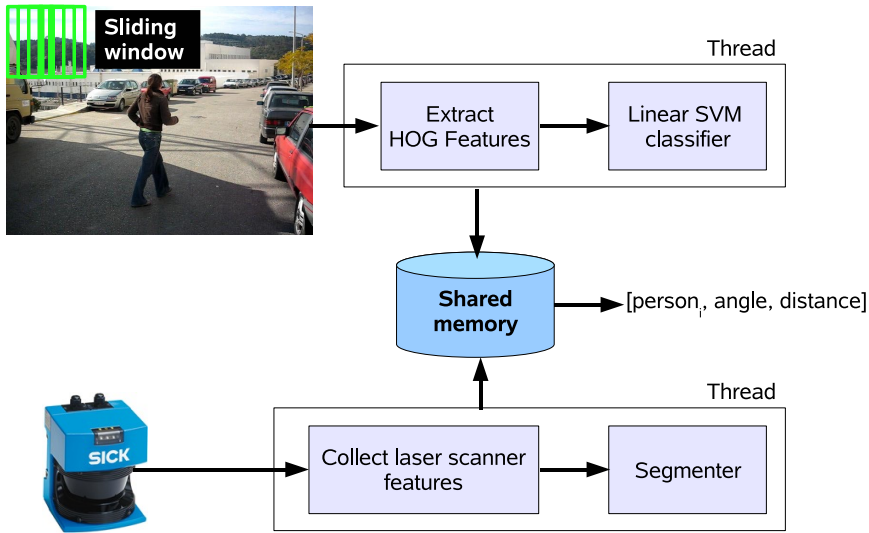 Sliding
window
Thread
Extract
HOG Features
Linear SVM
classifier
Shared
memory
[person_i, angle, distance]
Thread
SICK
Collect laser scanner
features
Segmenter